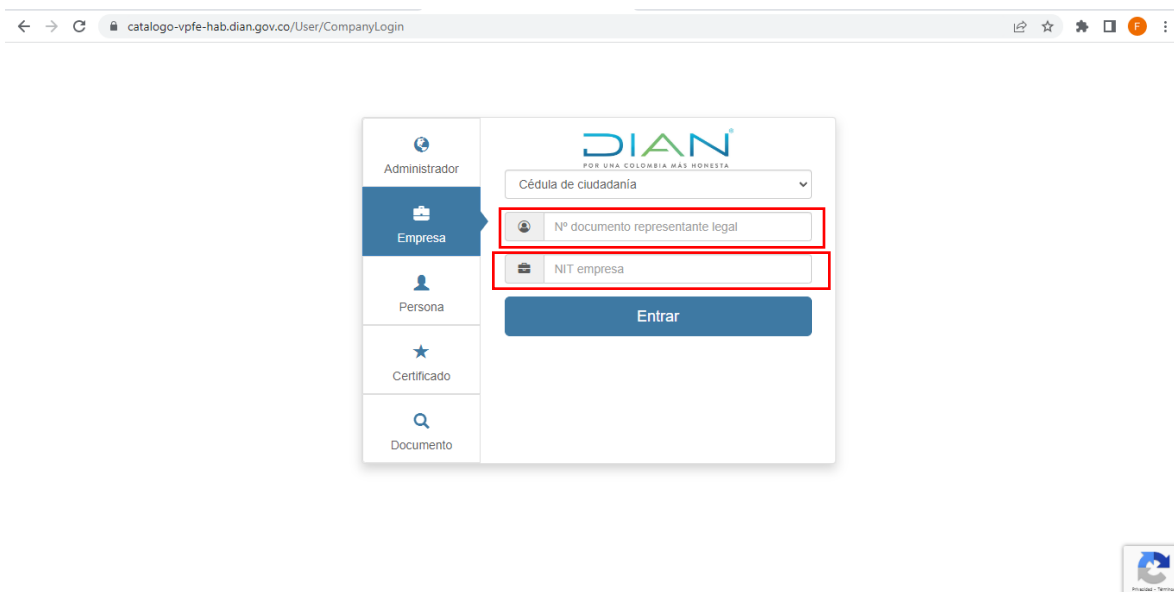 catalogo-vpfe-hab.dian.gov.co/User/CompanyLogin
F
Administrador
Empresa
Persona
Certificado
Documento
DIAN
POR UNA COLOMBIA MÁS HONESTA
Cédula de ciudadanía
Nº documento representante legal
NIT empresa
Entrar